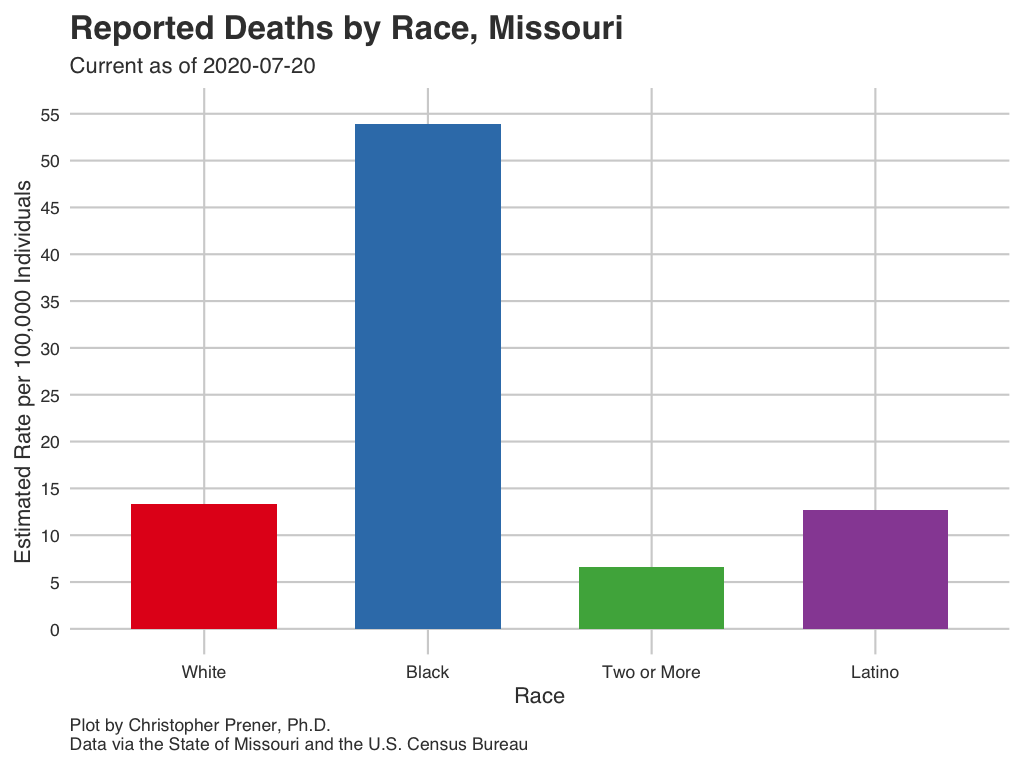 Reported Deaths by Race, Missouri
Current as of 2020-07-20
Estimated Rate per 100,000 Individuals
55
50
45
40
35
30
25
20
15
10
5
0
White Black Two or More Latino
Race
Plot by Christopher Prener, Ph.D.
Data via the State of Missouri and the U.S. Census Bureau